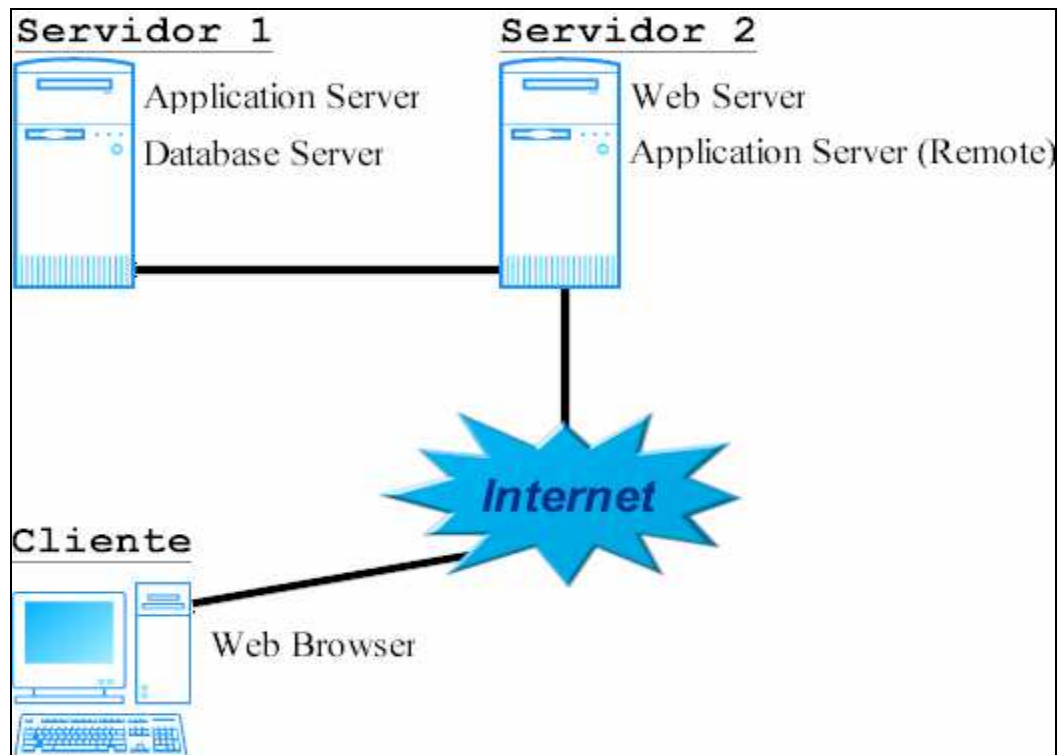 Servidor 1
Application Server
Database Server
Servidor 2
Web Server
Application Server (Remote)
Internet
Cliente
Web Browser